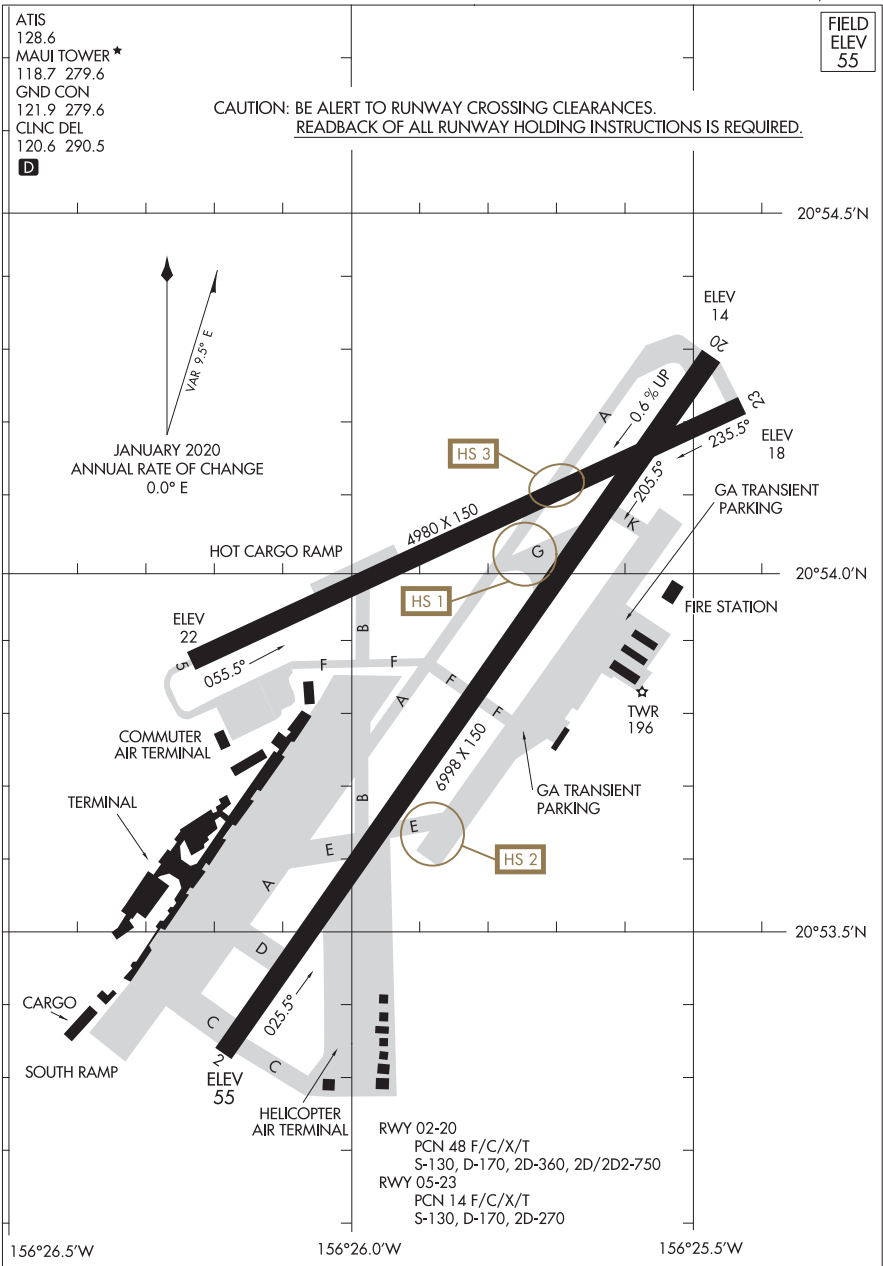 ATIS
128.6
MAUI TOWER★
118.7 279.6
GND CON
121.9 279.6
CLNC DEL
120.6 290.5
D
FIELD
ELEV
55
CAUTION: BE ALERT TO RUNWAY CROSSING CLEARANCES.
READBACK OF ALL RUNWAY HOLDING INSTRUCTIONS IS REQUIRED.
20°54.5'N
VAR 9.5° E
JANUARY 2020
ANNUAL RATE OF CHANGE
0.0° E
ELEV
14
20
23
A
0.6 % UP
235.5°
ELEV
18
205.5°
HS 3
GA TRANSIENT
PARKING
4980 X 150
K
HOT CARGO RAMP
G
20°54.0'N
HS 1
FIRE STATION
ELEV
22
B
5
055.5°
F
F
F
F
A
TWR
196
COMMUTER
AIR TERMINAL
6998 X 150
GA TRANSIENT
PARKING
TERMINAL
B
E
E
HS 2
A
20°53.5'N
D
025.5°
CARGO
C
C
2
SOUTH RAMP
ELEV
55
HELICOPTER
AIR TERMINAL
RWY 02-20
PCN 48 F/C/X/T
S-130, D-170, 2D-360, 2D/2D2-750
RWY 05-23
PCN 14 F/C/X/T
S-130, D-170, 2D-270
156°26.5'W
156°26.0'W
156°25.5'W